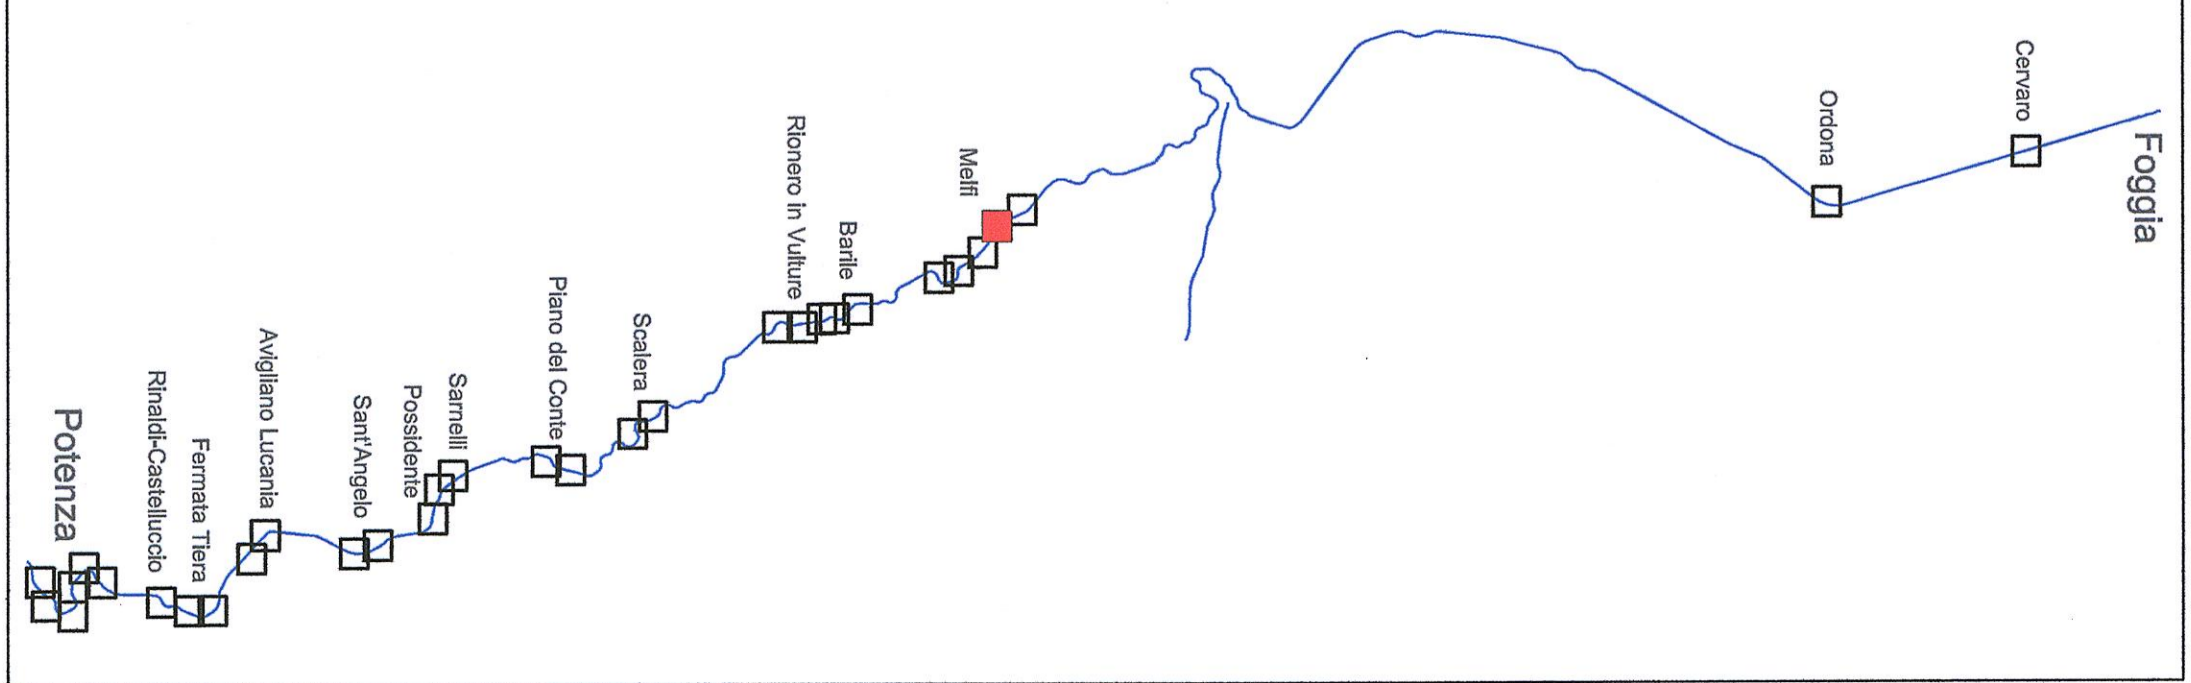 Foggia
Cervaro
Ordona
Melfi
Barile
Rionero in Vulture
Scalera
Piano del Conte
Sarnelli
Possidente
Sant'Angelo
Avigliano Lucania
Fermata Tiera
Rinaldi-Castelluccio
Potenza